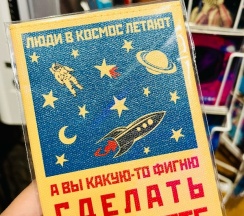 ЛЮДИ В КОСМОС ЛЕТАЮТ
А ВЫ КАКУЮ-ТО ФИГНЮ
СДЕЛАТЬ